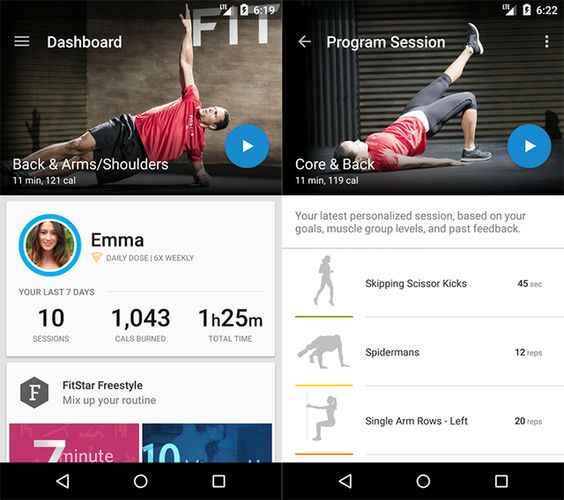 LTE 6:19
FIT
Dashboard
Back & Arms/Shoulders
11 min, 121 cal
Emma
DAILY DOSE | 6X WEEKLY
YOUR LAST 7 DAYS
10 1,043 1h25m
SESSIONS CALS BURNED TOTAL TIME
F
FitStar Freestyle
Mix up your routine
7 minute
10
LTE 6:22
Program Session
Core & Back
11 min, 119 cal
Your latest personalized session, based on your
goals, muscle group levels, and past feedback.
Skipping Scissor Kicks 45 sec
Spidermans 12 reps
Single Arm Rows - Left 20 reps